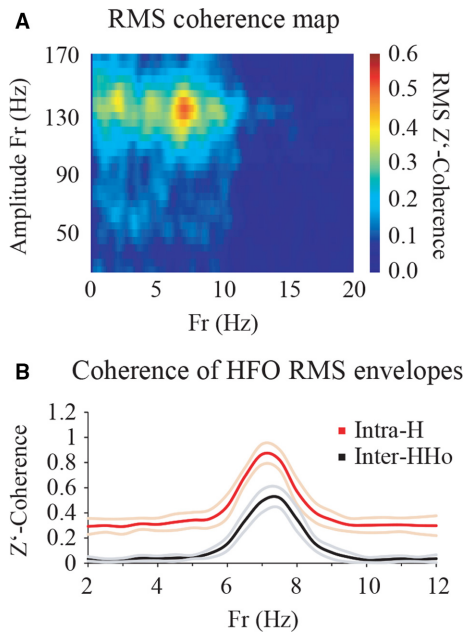 A
RMS coherence map
170
130
90
50
Amplitude Fr (Hz)
0 5 10 15 20
Fr (Hz)
0.6
0.5
0.4
0.3
0.2
0.1
0.0
RMS Z‘-Coherence
B
Coherence of HFO RMS envelopes
1.2
1
0.8
0.6
0.4
0.2
0
Z‘-Coherence
Intra-H
Inter-HHo
2 4 6 8 10 12
Fr (Hz)